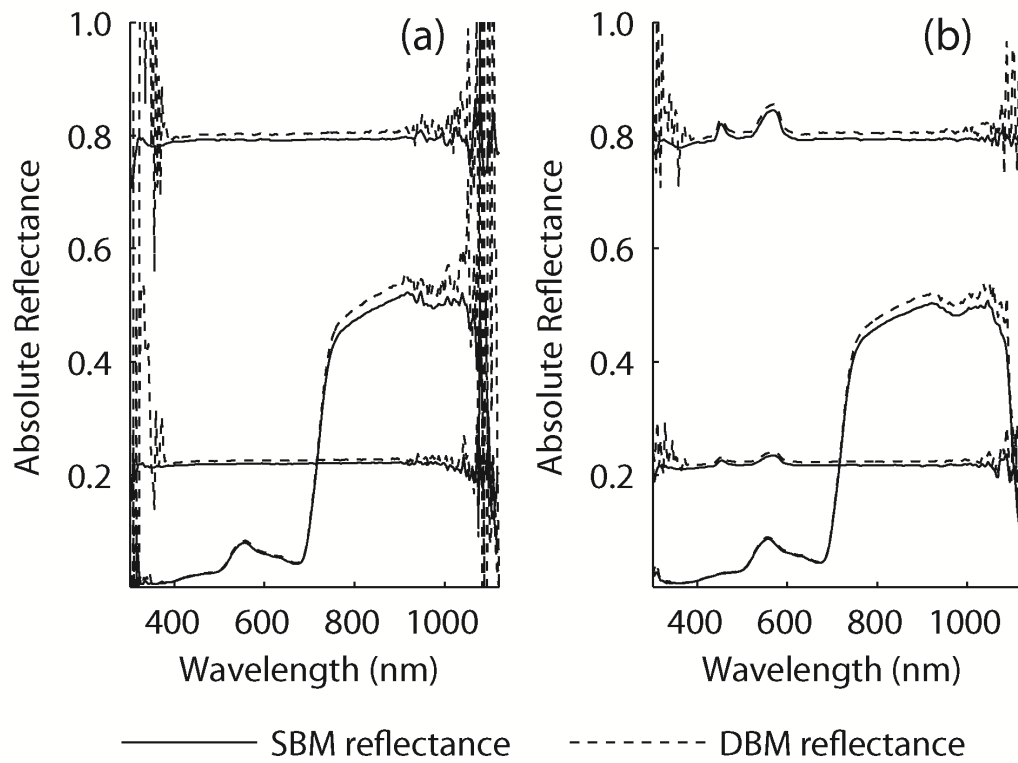 (a)
1.0
0.8
0.6
0.4
0.2
Absolute Reflectance
400 600 800 1000
Wavelength (nm)
(b)
1.0
0.8
0.6
0.4
0.2
Absolute Reflectance
400 600 800 1000
Wavelength (nm)
SBM reflectance
DBM reflectance